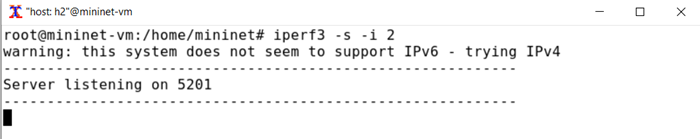 "host: h2"@mininet-vm
root@mininet-vm:/home/mininet# iperf3 -s -i 2
warning: this system does not seem to support IPv6 - trying IPv4
-----------------------------------------------------------
Server listening on 5201
-----------------------------------------------------------